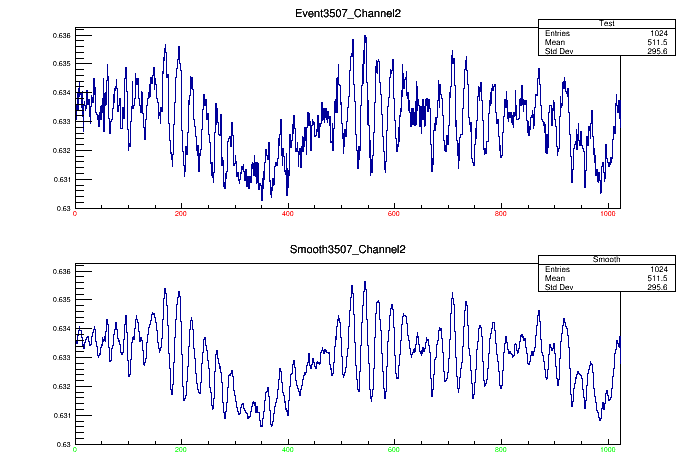 Event3507_Channel2
Test
Entries 1024
Mean 511.5
Std Dev 295.6
0.636
0.635
0.634
0.633
0.632
0.631
0.63
0 200 400 600 800 1000
Smooth3507_Channel2
Smooth
Entries 1024
Mean 511.5
Std Dev 295.6
0.636
0.635
0.634
0.633
0.632
0.631
0.63
0 200 400 600 800 1000